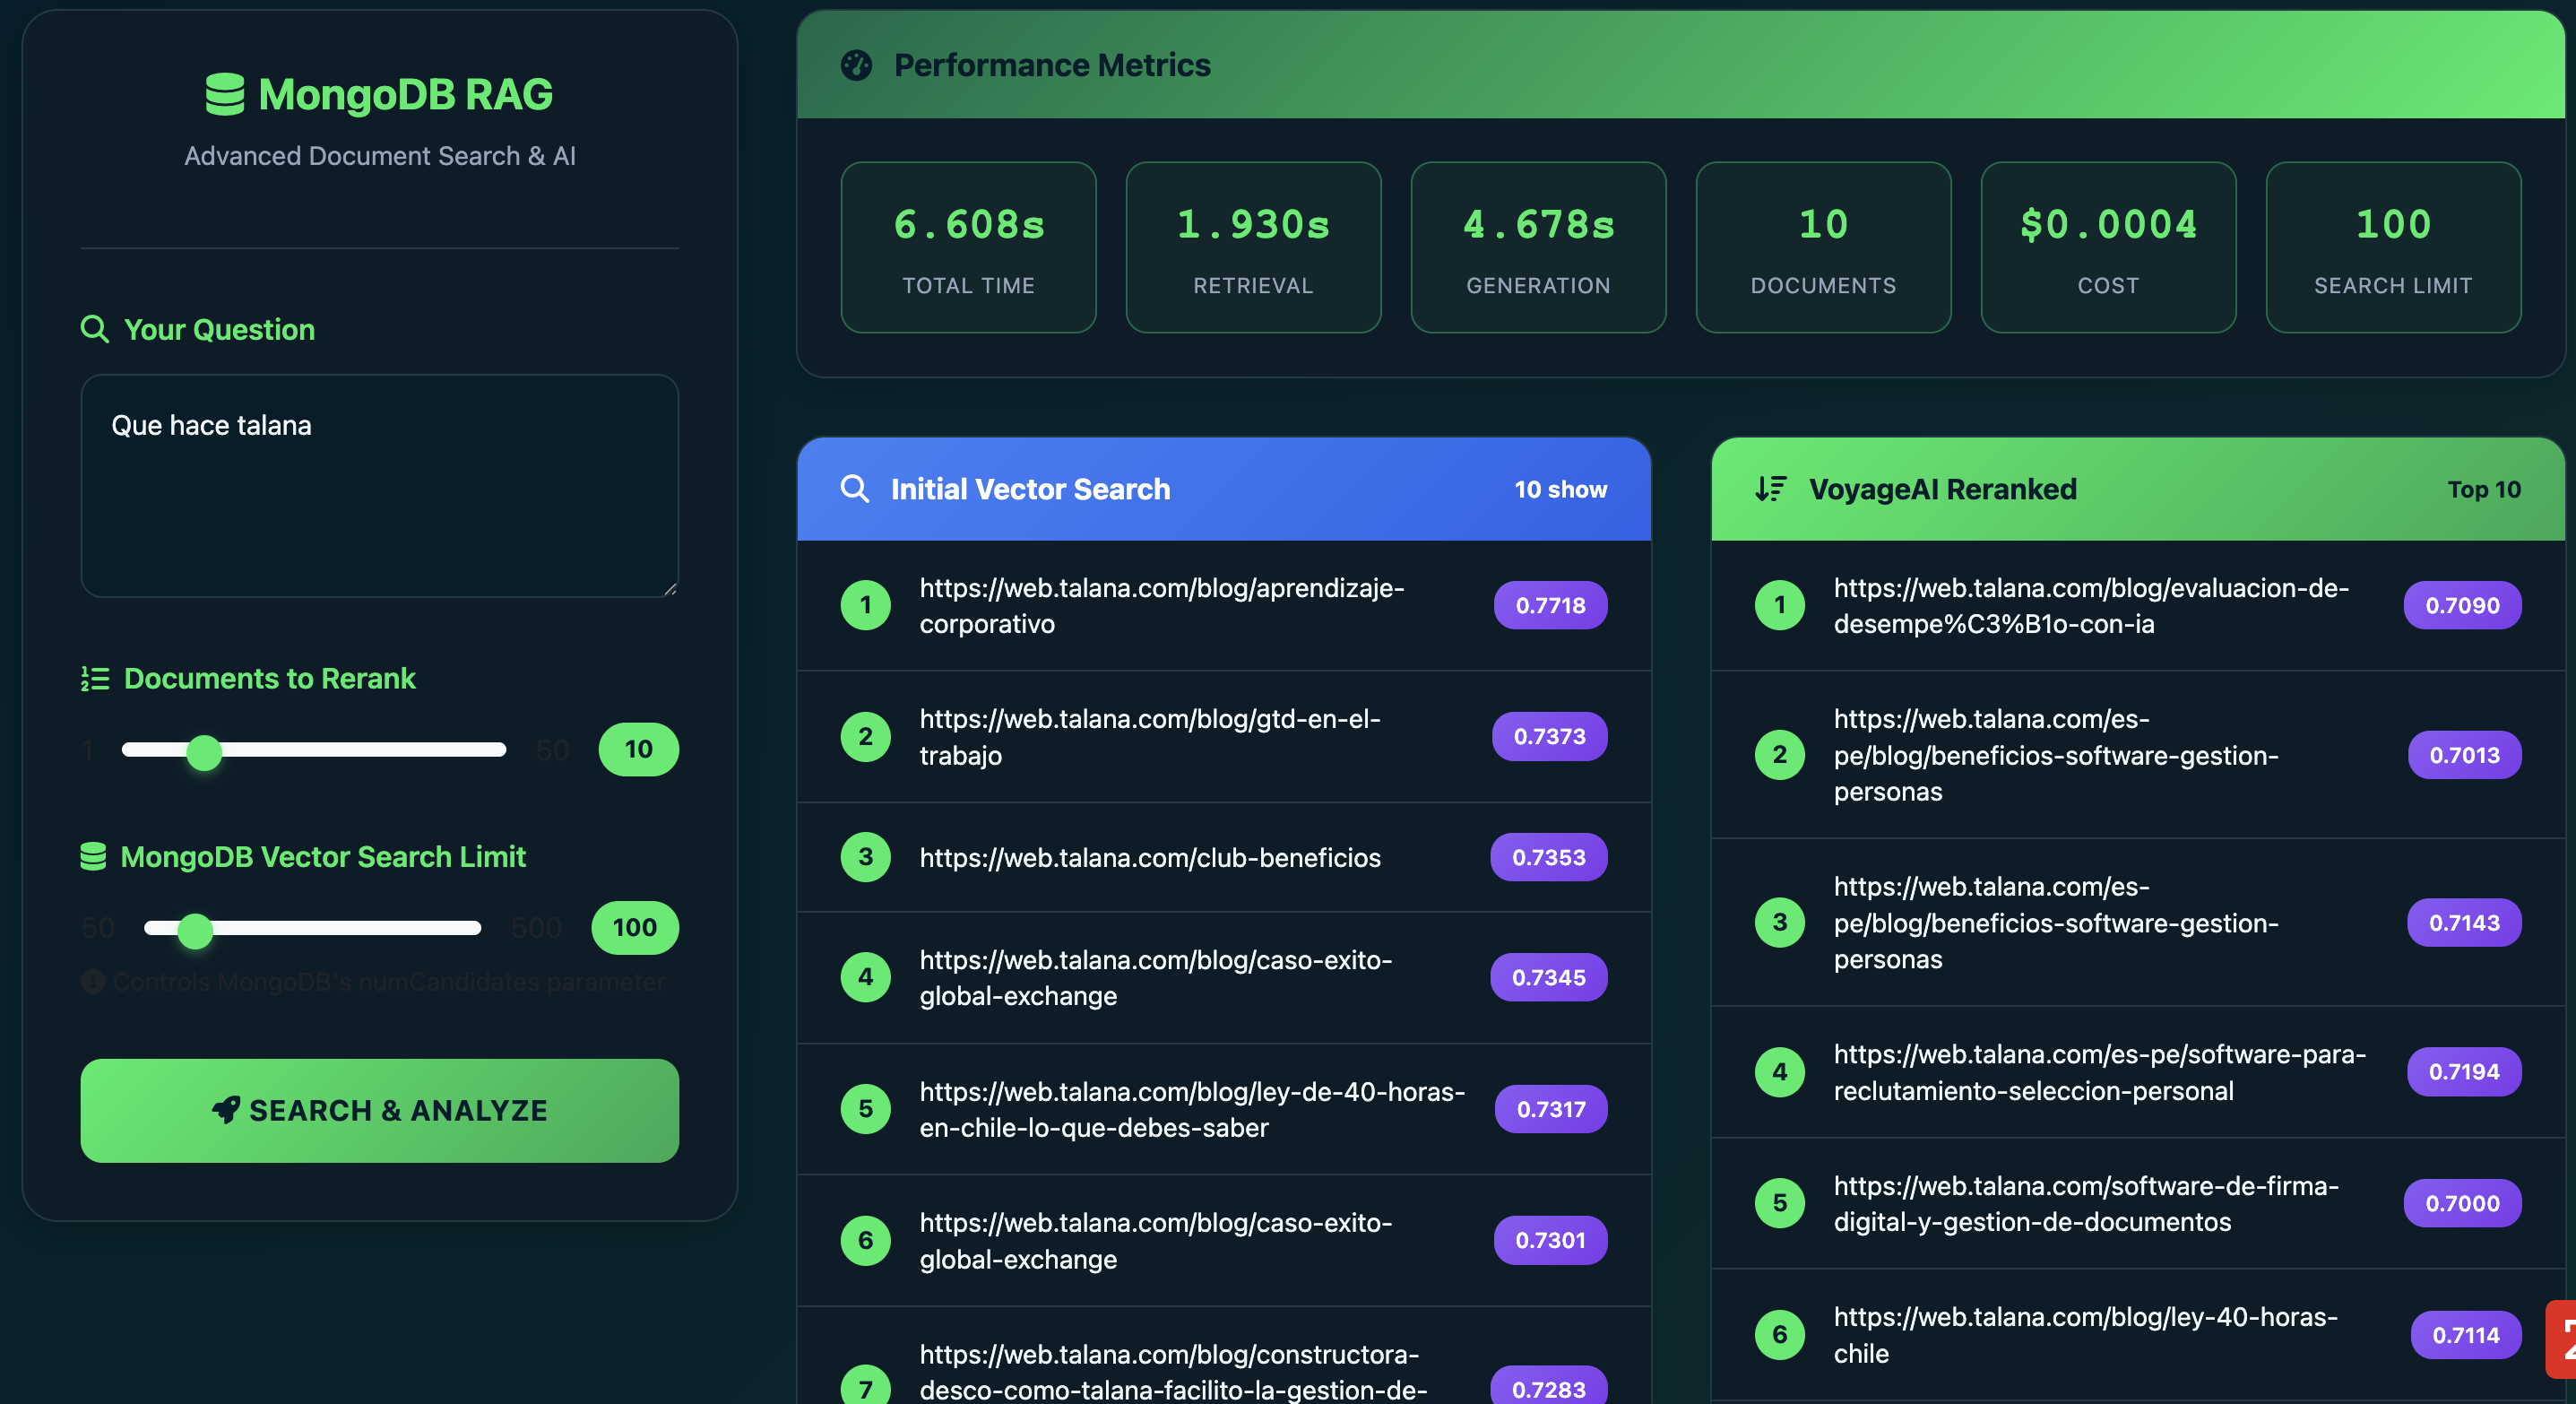 MongoDB RAG
Advanced Document Search & AI
Your Question
Que hace talana
Documents to Rerank
1
50
10
MongoDB Vector Search Limit
50
500
100
Controls MongoDB's numCandidates parameter
SEARCH & ANALYZE
Performance Metrics
6.608s
TOTAL TIME
1.930s
RETRIEVAL
4.678s
GENERATION
10
DOCUMENTS
$0.0004
COST
100
SEARCH LIMIT
Initial Vector Search
10 show
1
https://web.talana.com/blog/aprendizaje-
corporativo
0.7718
2
https://web.talana.com/blog/gtd-en-el-
trabajo
0.7373
3
https://web.talana.com/club-beneficios
0.7353
4
https://web.talana.com/blog/caso-exito-
global-exchange
0.7345
5
https://web.talana.com/blog/ley-de-40-horas-
en-chile-lo-que-debes-saber
0.7317
6
https://web.talana.com/blog/caso-exito-
global-exchange
0.7301
7
https://web.talana.com/blog/constructora-
desco-como-talana-facilito-la-gestion-de-
0.7283
VoyageAI Reranked
Top 10
1
https://web.talana.com/blog/evaluacion-de-
desempe%C3%B1o-con-ia
0.7090
2
https://web.talana.com/es-
pe/blog/beneficios-software-gestion-
personas
0.7013
3
https://web.talana.com/es-
pe/blog/beneficios-software-gestion-
personas
0.7143
4
https://web.talana.com/es-pe/software-para-
reclutamiento-seleccion-personal
0.7194
5
https://web.talana.com/software-de-firma-
digital-y-gestion-de-documentos
0.7000
6
https://web.talana.com/blog/ley-40-horas-
chile
0.7114